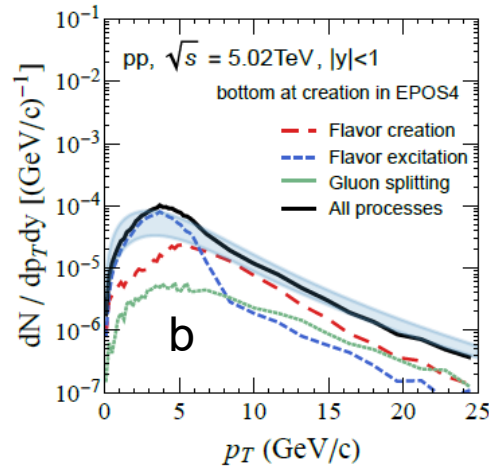 10⁻¹
pp, √s = 5.02TeV, |y|<1
10⁻²
bottom at creation in EPOS4
Flavor creation
10⁻³
Flavor excitation
Gluon splitting
10⁻⁴
All processes
10⁻⁵
10⁻⁶
b
10⁻⁷
dN / dp_T dy [(GeV/c)⁻¹]
0 5 10 15 20 25
p_T (GeV/c)